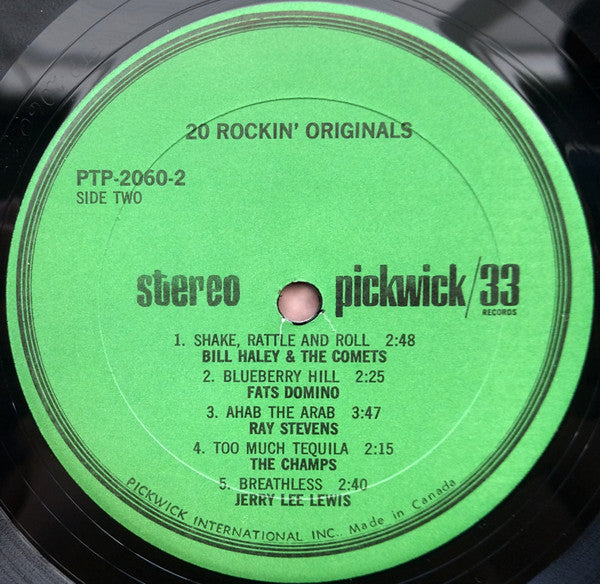 20 ROCKIN' ORIGINALS
PTP-2060-2
SIDE TWO
stereo
pickwick/33
RECORDS
1. SHAKE, RATTLE AND ROLL 2:48
BILL HALEY & THE COMETS
2. BLUEBERRY HILL 2:25
FATS DOMINO
3. AHAB THE ARAB 3:47
RAY STEVENS
4. TOO MUCH TEQUILA 2:15
THE CHAMPS
5. BREATHLESS 2:40
JERRY LEE LEWIS
PICKWICK INTERNATIONAL INC.. Made in Canada